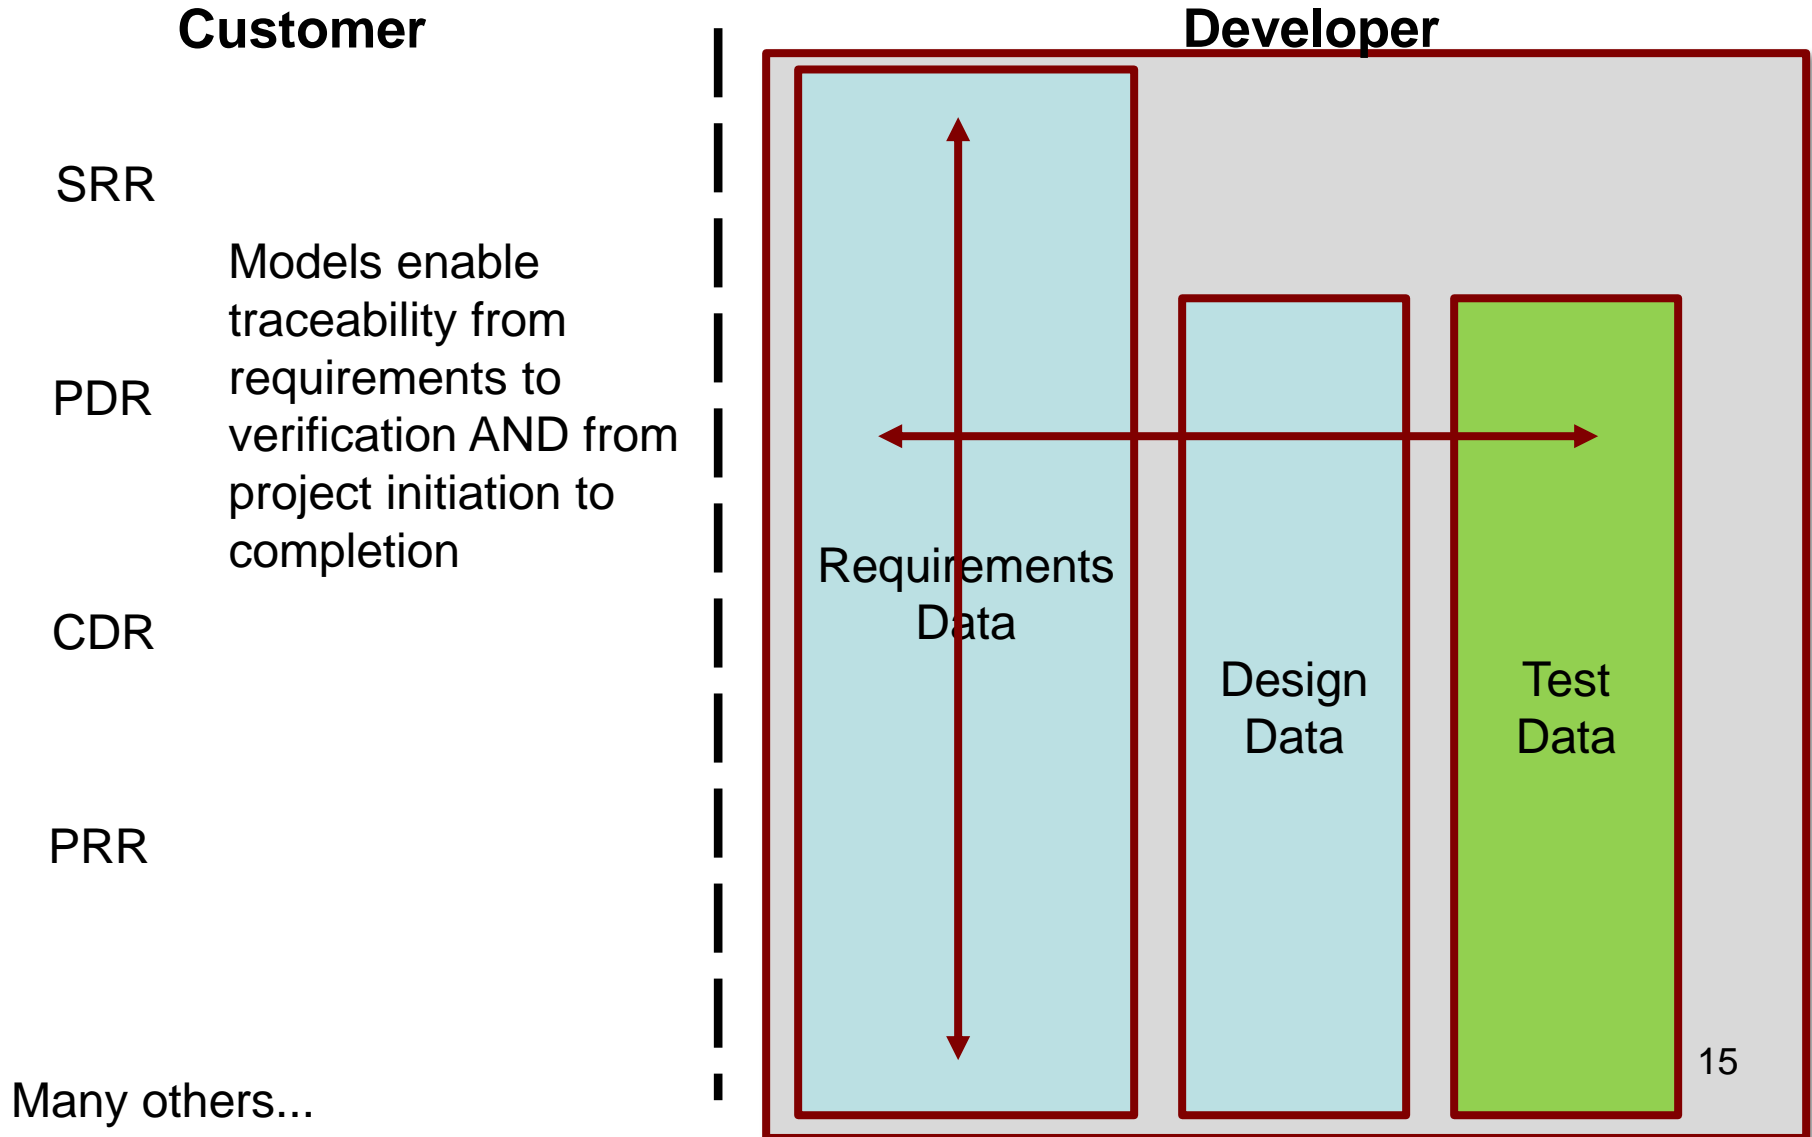 Customer
Developer
SRR
Models enable
traceability from
requirements to
verification AND from
project initiation to
completion
PDR
CDR
PRR
Many others...
Requirements
Data
Design
Data
Test
Data
15